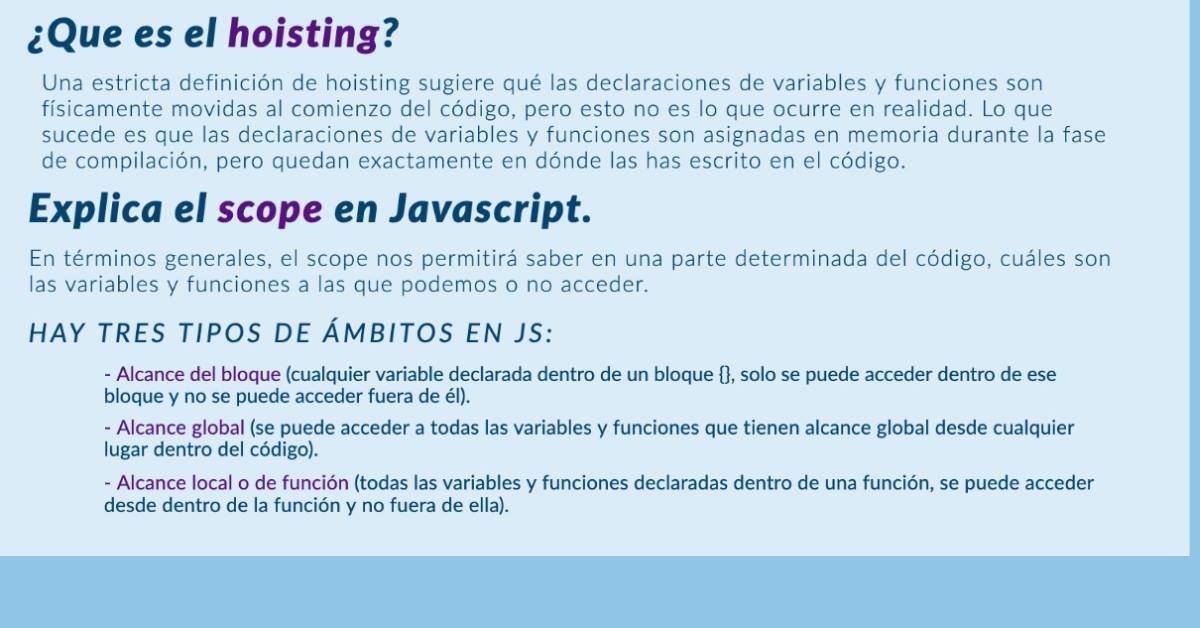 ¿Que es el hoisting?
Una estricta definición de hoisting sugiere qué las declaraciones de variables y funciones son
físicamente movidas al comienzo del código, pero esto no es lo que ocurre en realidad. Lo que
sucede es que las declaraciones de variables y funciones son asignadas en memoria durante la fase
de compilación, pero quedan exactamente en dónde las has escrito en el código.
Explica el scope en Javascript.
En términos generales, el scope nos permitirá saber en una parte determinada del código, cuáles son
las variables y funciones a las que podemos o no acceder.
HAY TRES TIPOS DE ÁMBITOS EN JS:
- Alcance del bloque (cualquier variable declarada dentro de un bloque {}, solo se puede acceder dentro de ese
bloque y no se puede acceder fuera de él).
- Alcance global (se puede acceder a todas las variables y funciones que tienen alcance global desde cualquier
lugar dentro del código).
- Alcance local o de función (todas las variables y funciones declaradas dentro de una función, se puede acceder
desde dentro de la función y no fuera de ella).